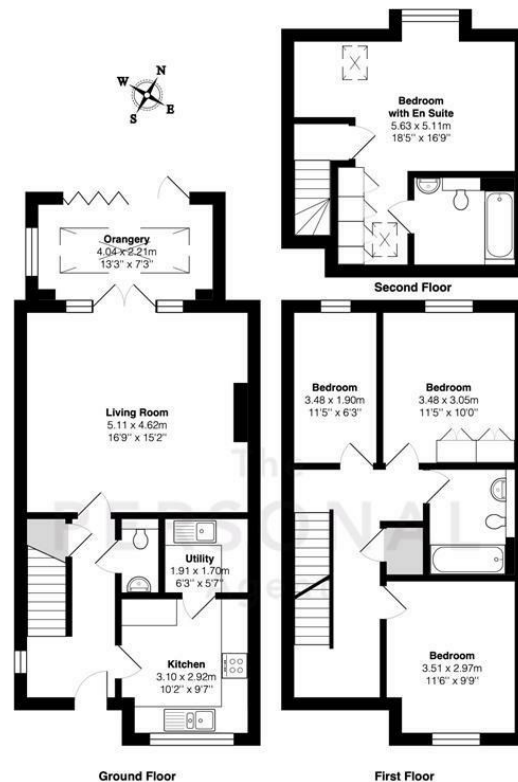 N
W
E
S
Bedroom
with En Suite
5.63 x 5.11m
18'5" x 16'9"
Second Floor
Orangery
4.04 x 2.21m
13'3" x 7'3"
Living Room
5.11 x 4.62m
16'9" x 15'2"
Utility
1.91 x 1.70m
6'3" x 5'7"
Kitchen
3.10 x 2.92m
10'2" x 9'7"
Ground Floor
Bedroom
3.48 x 1.90m
11'5" x 6'3"
Bedroom
3.48 x 3.05m
11'5" x 10'0"
Bedroom
3.51 x 2.97m
11'6" x 9'9"
First Floor
The
PERSONAL
Agent